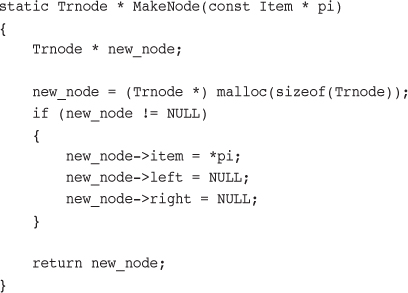 static Trnode * MakeNode(const Item * pi)
{
    Trnode * new_node;

    new_node = (Trnode *) malloc(sizeof(Trnode));
    if (new_node != NULL)
    {
        new_node->item = *pi;
        new_node->left = NULL;
        new_node->right = NULL;
    }

    return new_node;
}